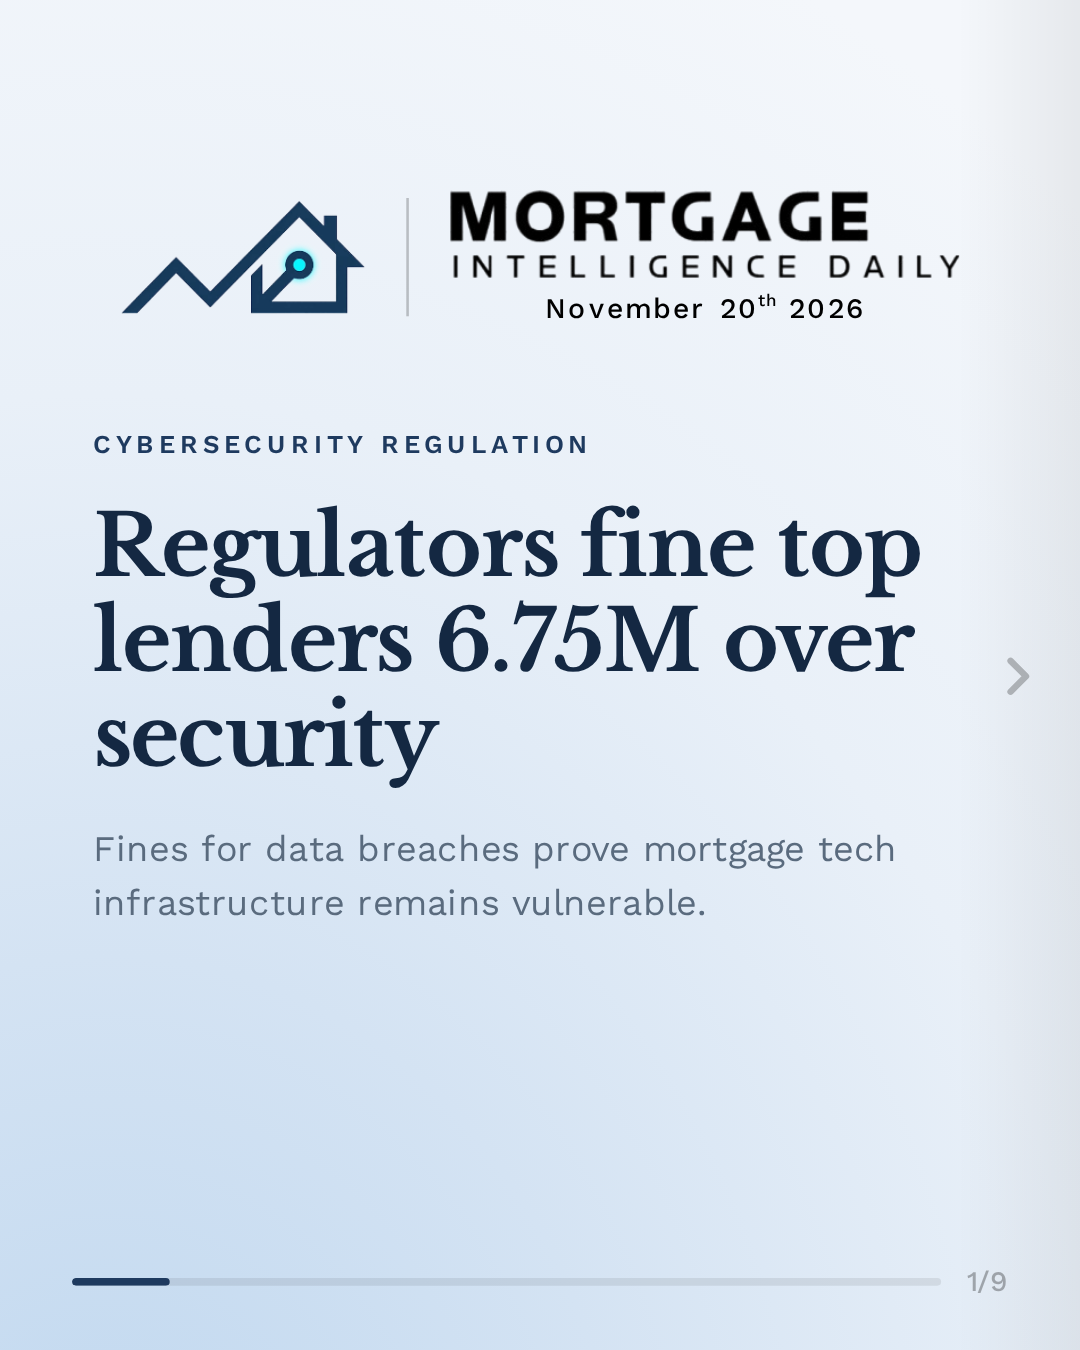 MORTGAGE
INTELLIGENCE DAILY
November 20th 2026
CYBERSECURITY REGULATION
Regulators fine top
lenders 6.75M over
security
Fines for data breaches prove mortgage tech
infrastructure remains vulnerable.
1/9